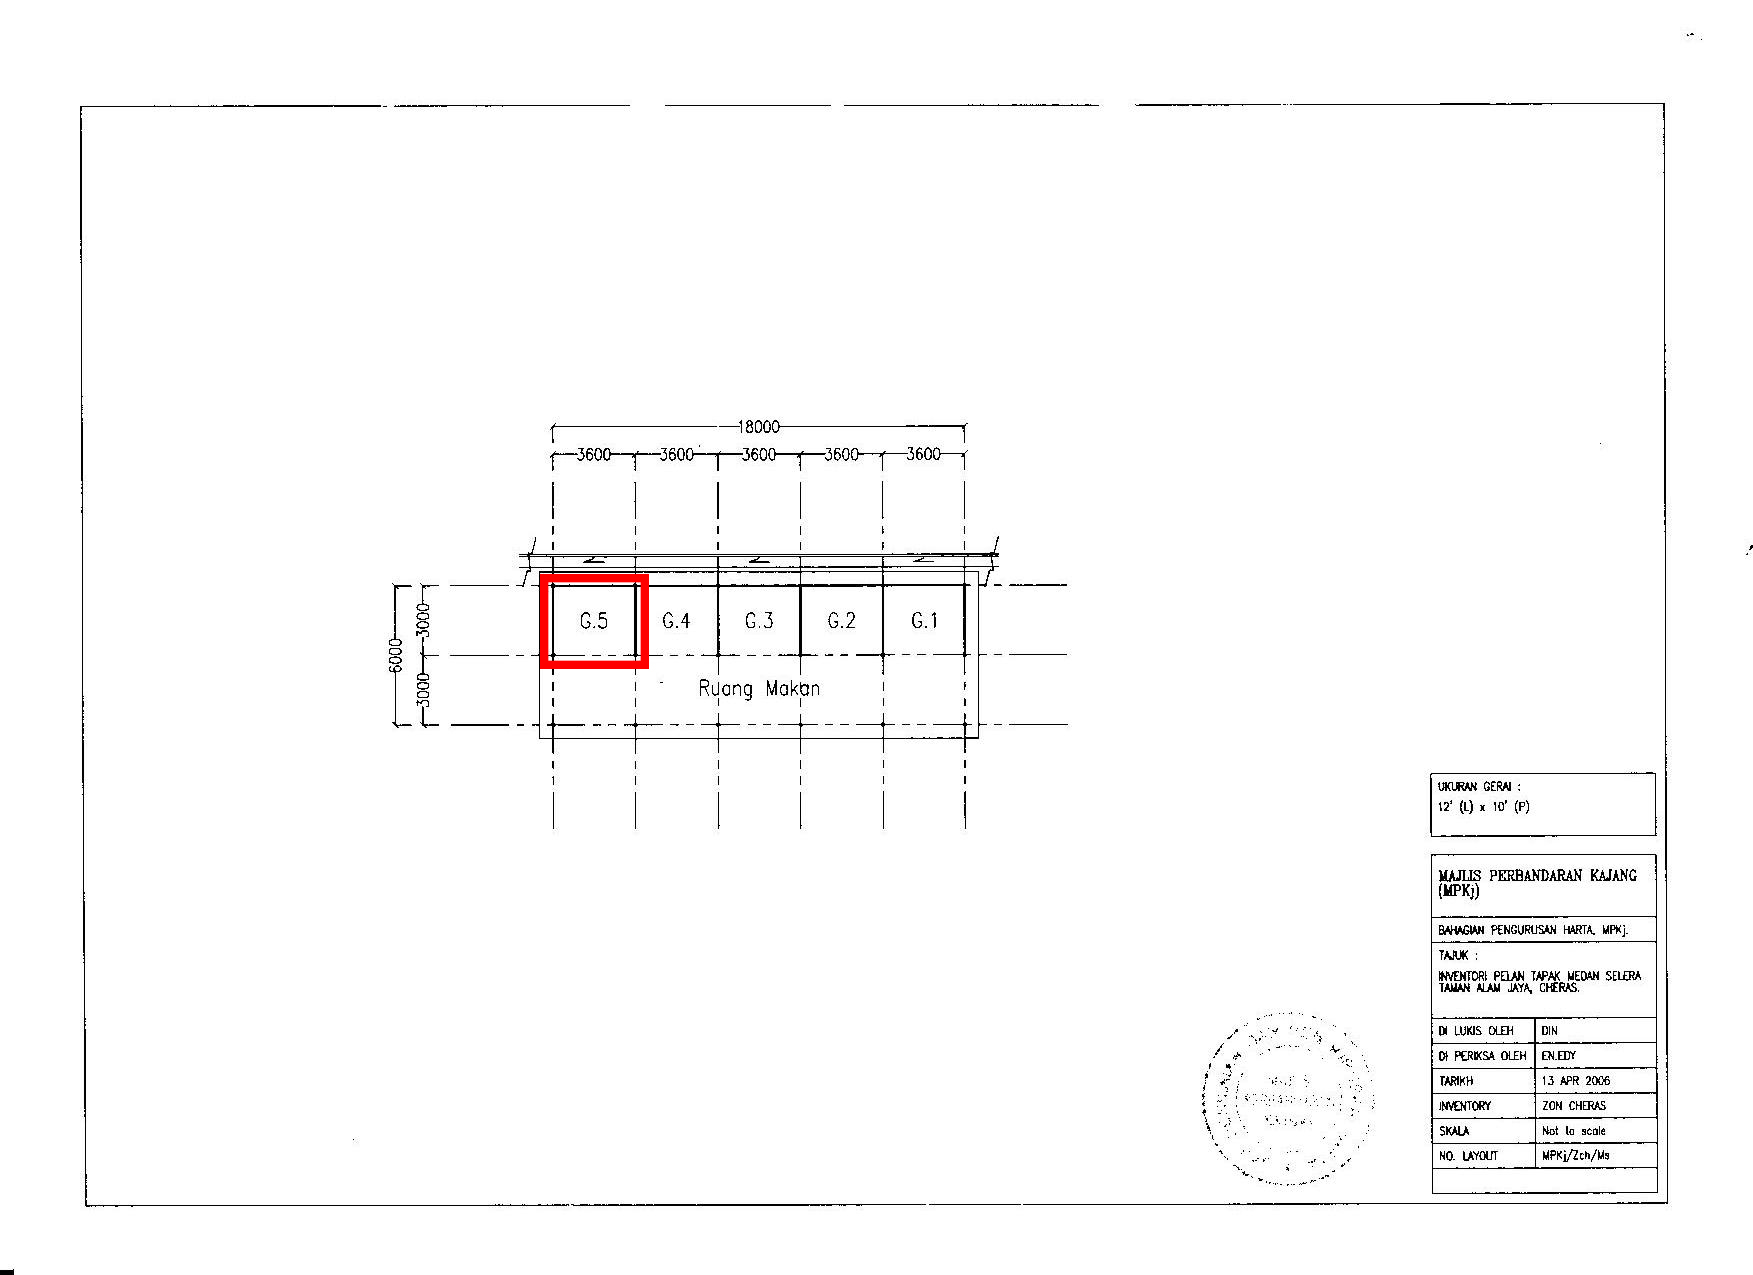 18000
3600 3600 3600 3600 3600
6000
3000
3000
G.5 G.4 G.3 G.2 G.1
Ruang Makan
UKURAN GERAI :
12' (L) x 10' (P)
MAJLIS PERBANDARAN KAJANG
(MPKj)
BAHAGIAN PENGURUSAN HARTA, MPKj.
TAJUK :
INVENTORI PELAN TAPAK MEDAN SELERA
TAMAN ALAM JAYA, CHERAS.
DI LUKIS OLEH DIN
DI PERIKSA OLEH EN.EDY
TARIKH 13 APR 2006
INVENTORY ZON CHERAS
SKALA Not to scale
NO. LAYOUT MPKj/Zch/Ms